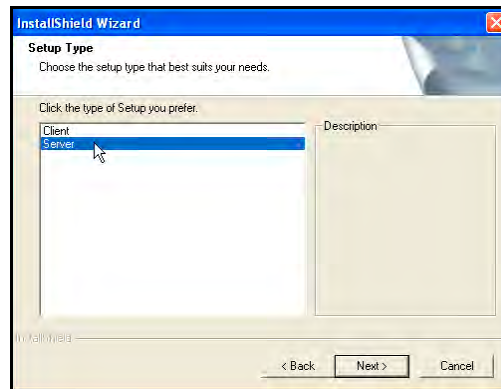 InstallShield Wizard
Setup Type
Choose the setup type that best suits your needs.
Click the type of Setup you prefer.
Client
Server
Description
InstallShield
< Back
Next >
Cancel